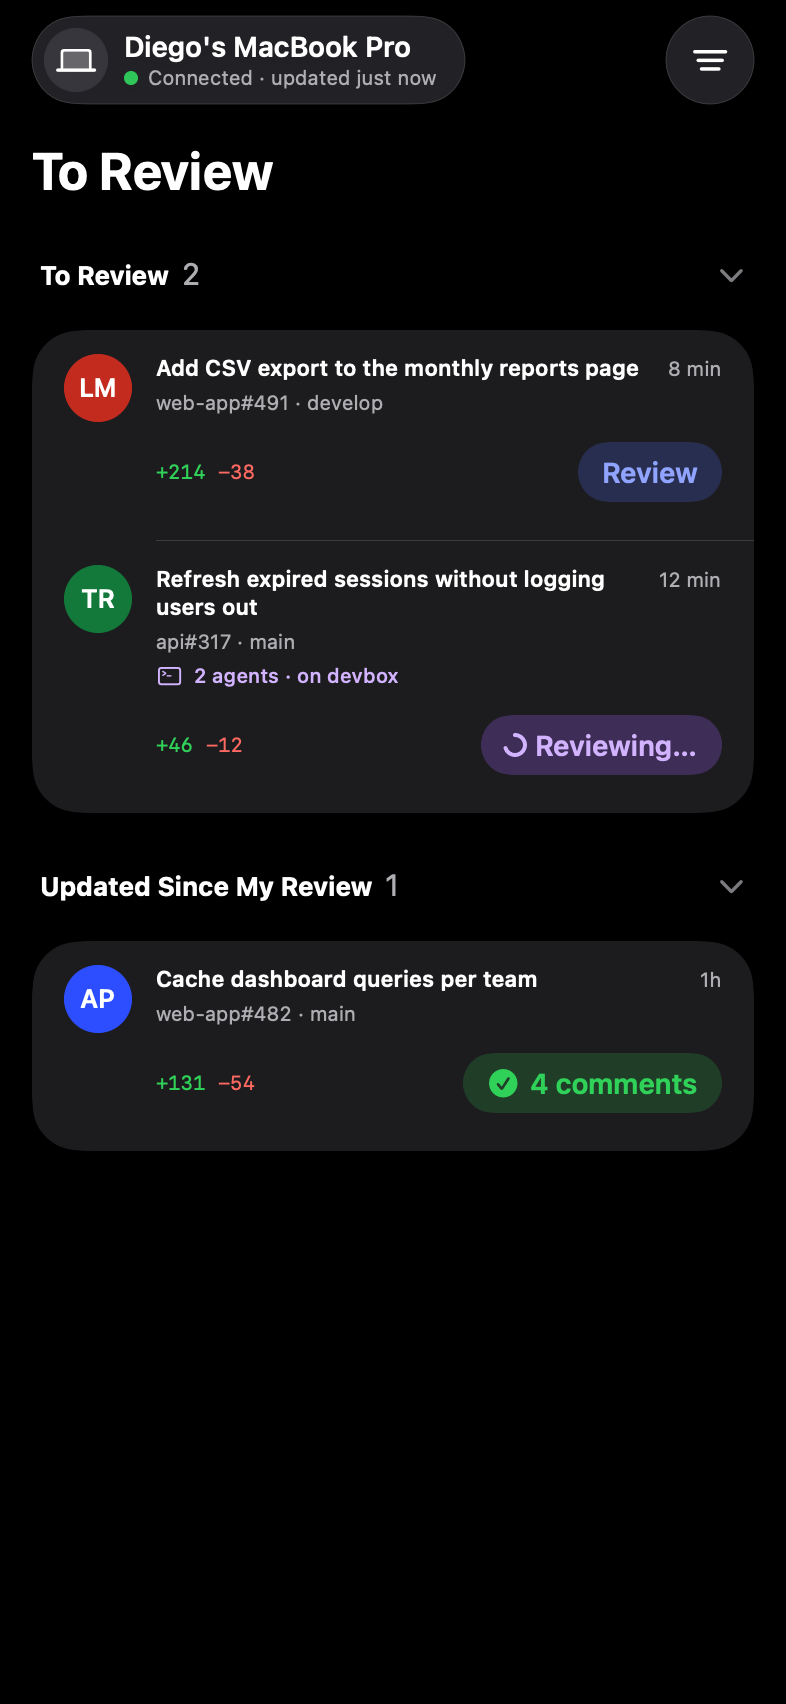 Diego's MacBook Pro
Connected · updated just now
To Review
To Review 2
LM
Add CSV export to the monthly reports page
8 min
web-app#491 · develop
+214 −38
Review
TR
Refresh expired sessions without logging
users out
12 min
api#317 · main
2 agents · on devbox
+46 −12
Reviewing...
Updated Since My Review 1
AP
Cache dashboard queries per team
1h
web-app#482 · main
+131 −54
4 comments